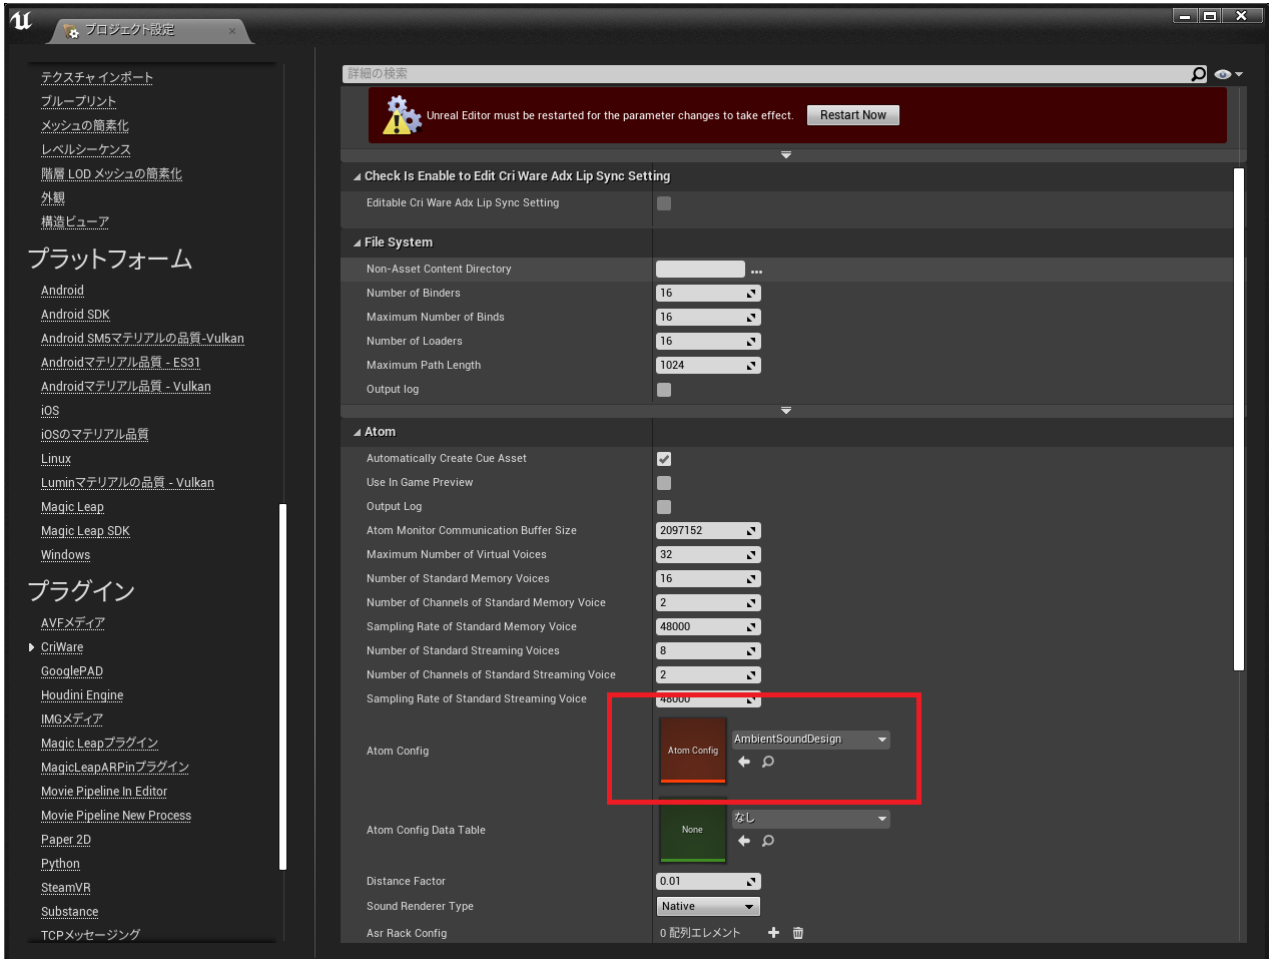 プロジェクト設定
テクスチャインポート
ブループリント
メッシュの簡素化
レベルシーケンス
階層 LOD メッシュの簡素化
外観
構造ビューア
プラットフォーム
Android
Android SDK
Android SM5マテリアルの品質-Vulkan
Androidマテリアル品質 - ES31
Androidマテリアル品質 - Vulkan
iOS
iOSのマテリアル品質
Linux
Luminマテリアルの品質 - Vulkan
Magic Leap
Magic Leap SDK
Windows
プラグイン
AVFメディア
CriWare
GooglePAD
Houdini Engine
IMGメディア
Magic Leapプラグイン
MagicLeapARPinプラグイン
Movie Pipeline In Editor
Movie Pipeline New Process
Paper 2D
Python
SteamVR
Substance
TCPメッセージング
詳細の検索
Unreal Editor must be restarted for the parameter changes to take effect. Restart Now
Check Is Enable to Edit Cri Ware Adx Lip Sync Setting
Editable Cri Ware Adx Lip Sync Setting
File System
Non-Asset Content Directory ...
Number of Binders 16
Maximum Number of Binds 16
Number of Loaders 16
Maximum Path Length 1024
Output log
Atom
Automatically Create Cue Asset
Use In Game Preview
Output Log
Atom Monitor Communication Buffer Size 2097152
Maximum Number of Virtual Voices 32
Number of Standard Memory Voices 16
Number of Channels of Standard Memory Voice 2
Sampling Rate of Standard Memory Voice 48000
Number of Standard Streaming Voices 8
Number of Channels of Standard Streaming Voice 2
Sampling Rate of Standard Streaming Voice 48000
Atom Config Atom Config AmbientSoundDesign
Atom Config Data Table None なし
Distance Factor 0.01
Sound Renderer Type Native
Asr Rack Config 0 配列エレメント